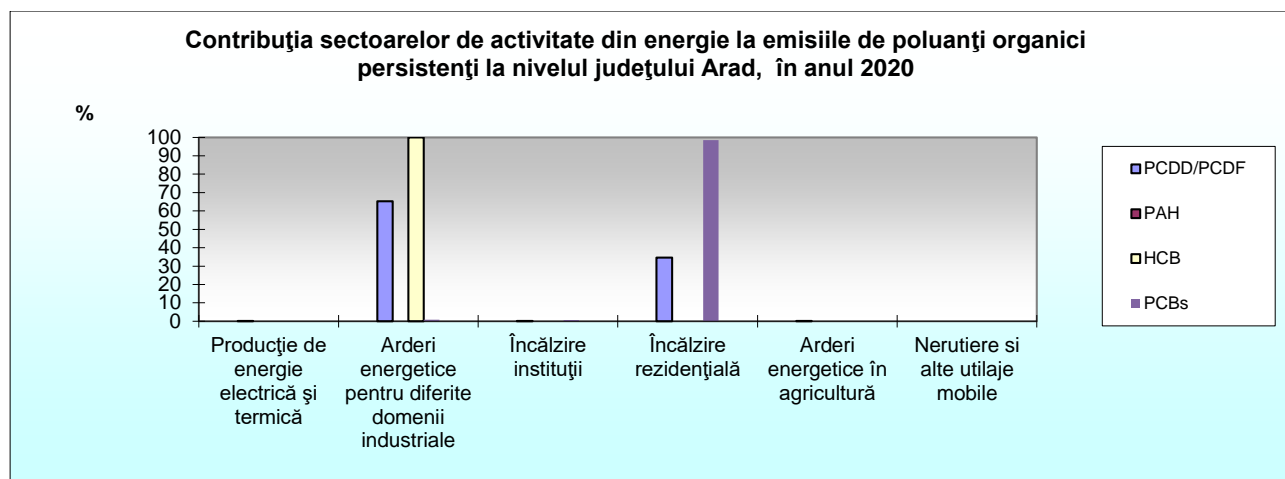 Contribuţia sectoarelor de activitate din energie la emisiile de poluanţi organici
persistenţi la nivelul judeţului Arad, în anul 2020
%
100
90
80
70
60
50
40
30
20
10
0
Producţie de
energie
electrică şi
termică
Arderi
energetice
pentru diferite
domenii
industriale
Încălzire
instituţii
Încălzire
rezidenţială
Arderi
energetice în
agricultură
Nerutiere si
alte utilaje
mobile
PCDD/PCDF
PAH
HCB
PCBs